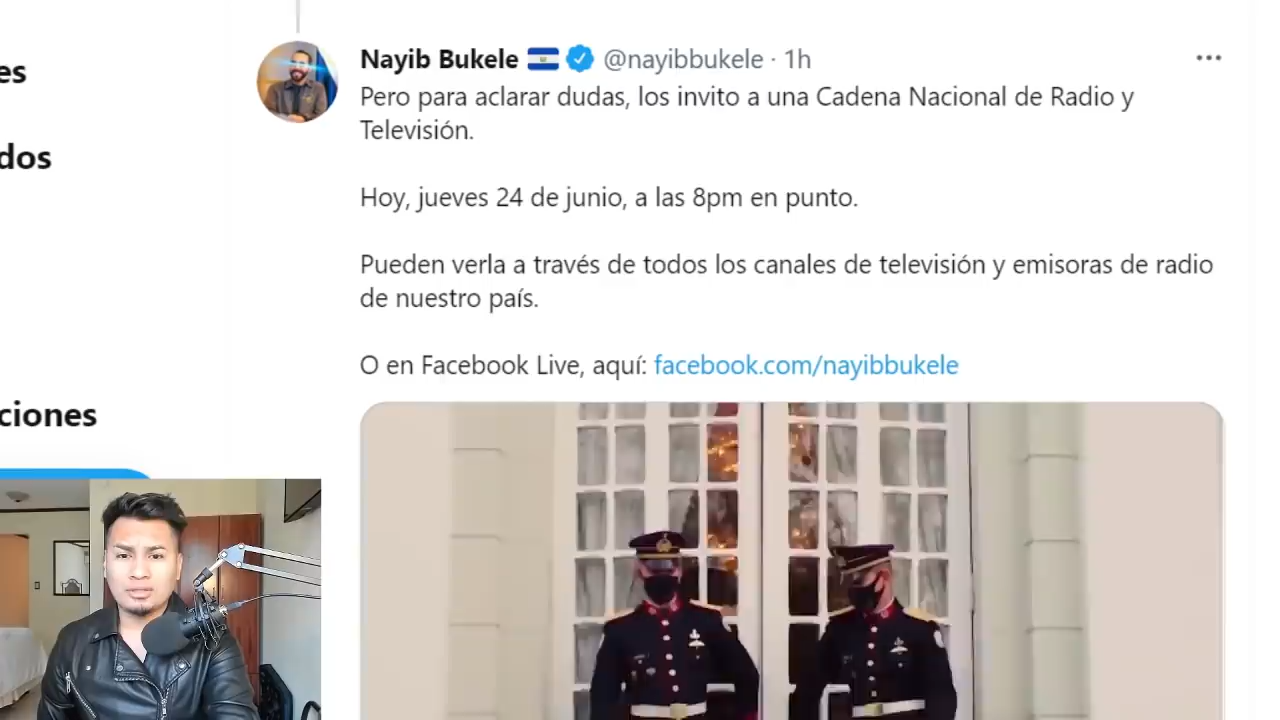 es
dos
ciones
Nayib Bukele 🇸🇻 @nayibbukele · 1h
Pero para aclarar dudas, los invito a una Cadena Nacional de Radio y
Televisión.
Hoy, jueves 24 de junio, a las 8pm en punto.
Pueden verla a través de todos los canales de televisión y emisoras de radio
de nuestro país.
O en Facebook Live, aquí: facebook.com/nayibbukele